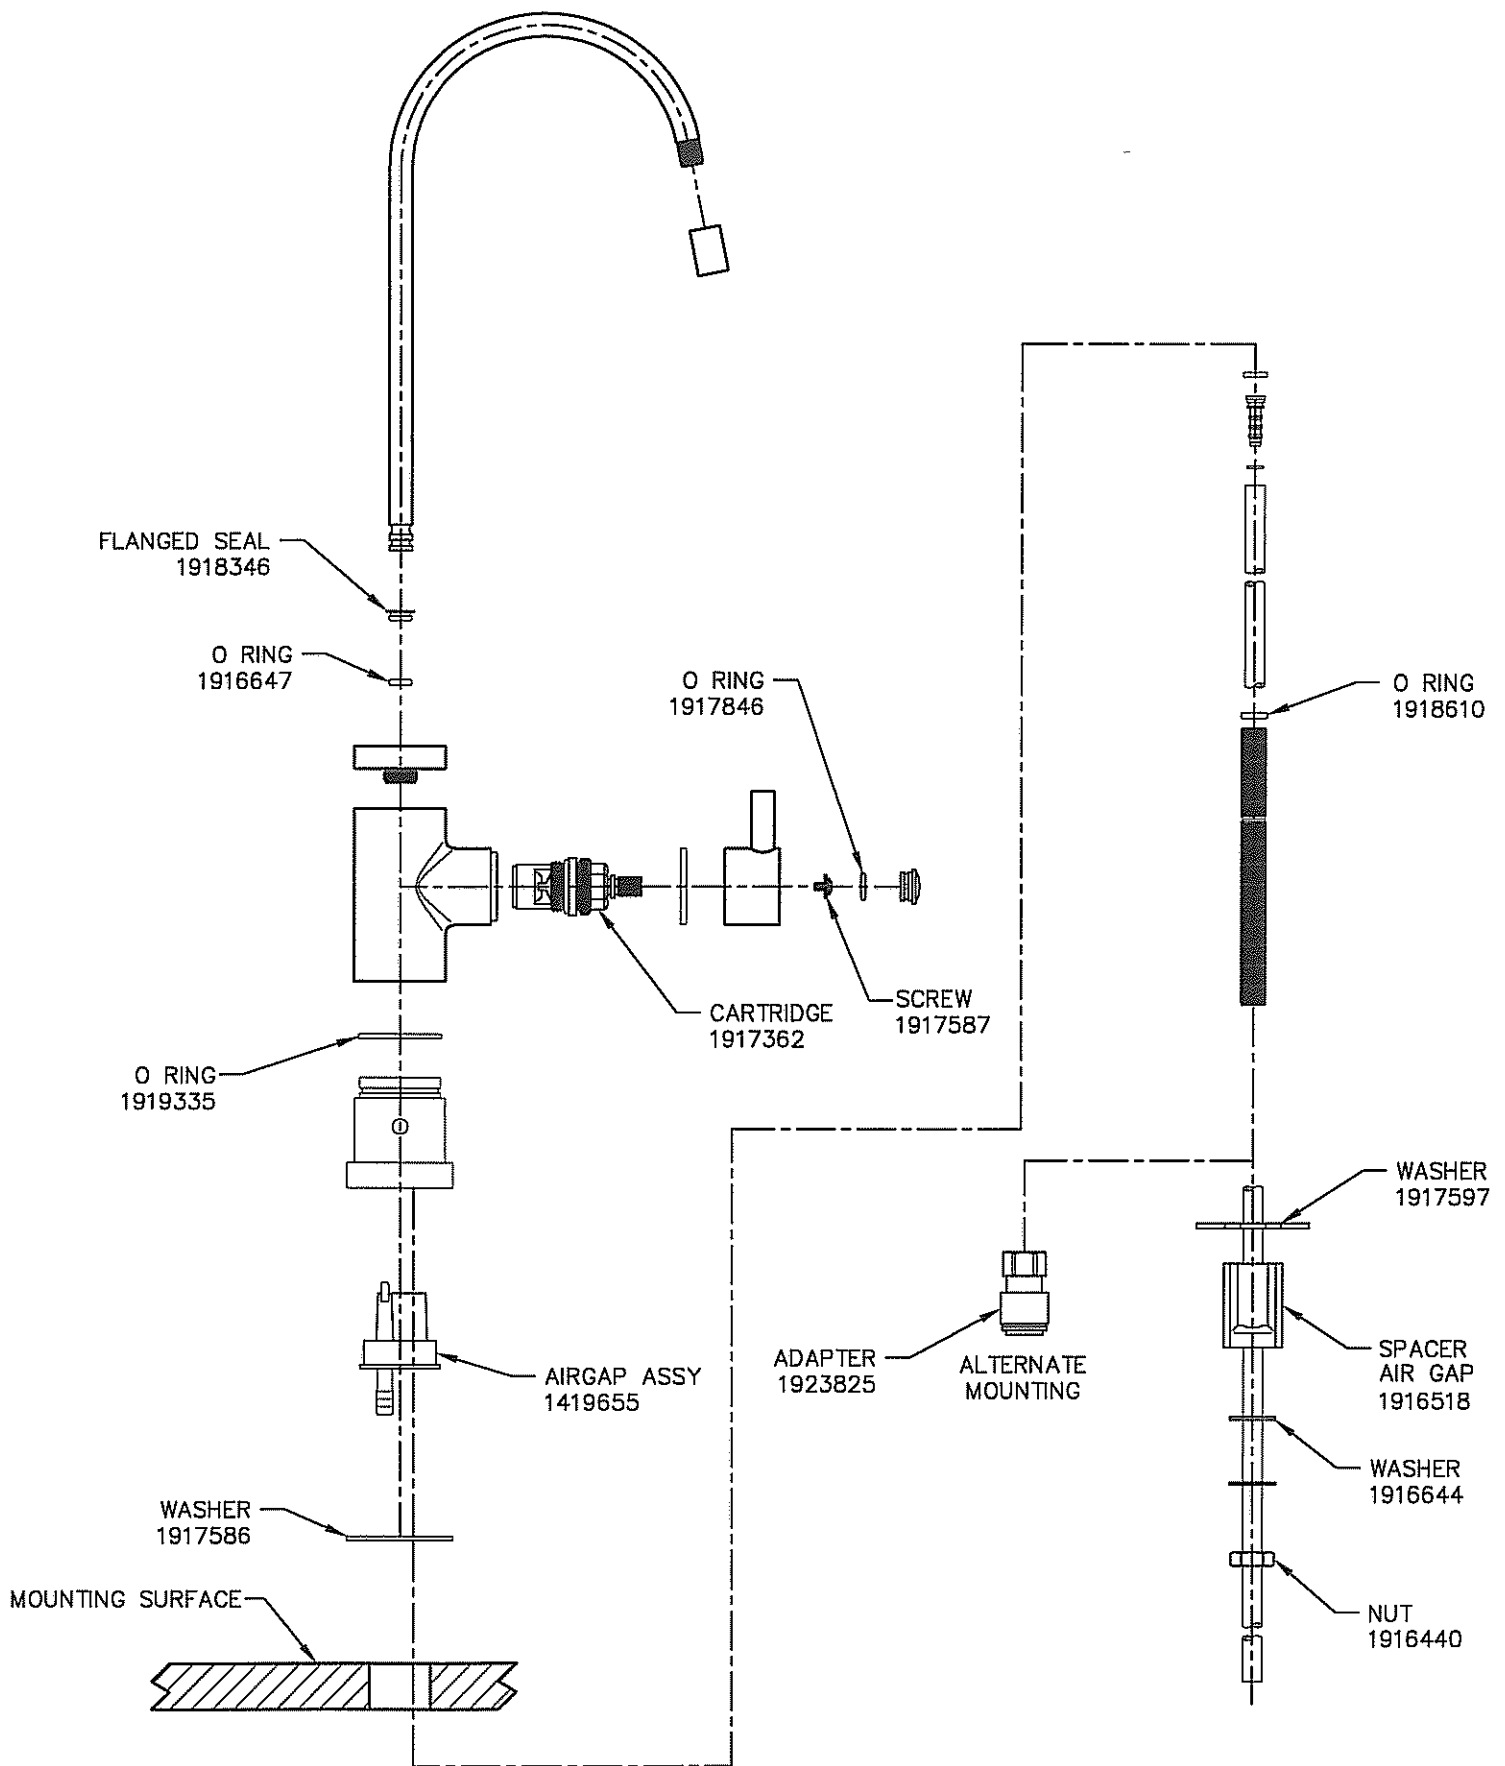 FLANGED SEAL
1918346
O RING
1916647
O RING
1917846
O RING
1918610
SCREW
1917587
CARTRIDGE
1917362
O RING
1919335
WASHER
1917597
ADAPTER
1923825
ALTERNATE
MOUNTING
SPACER
AIR GAP
1916518
AIRGAP ASSY
1419655
WASHER
1916644
WASHER
1917586
MOUNTING SURFACE
NUT
1916440